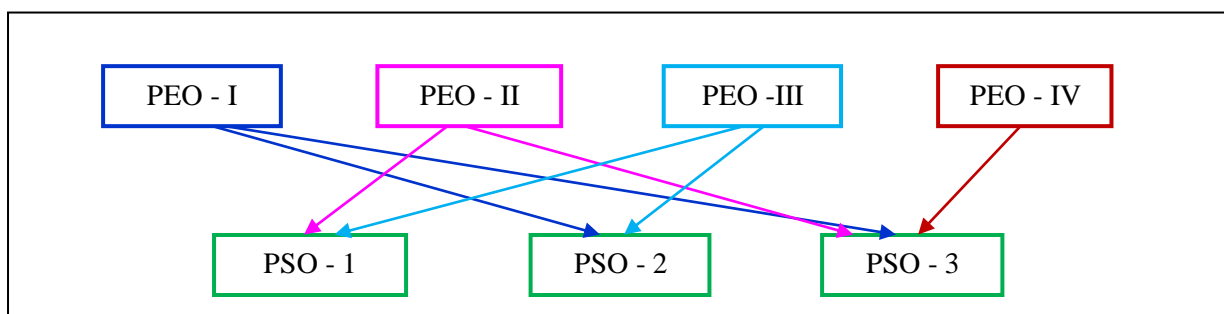 PEO - I
PEO - II
PEO -III
PEO - IV
PSO - 1
PSO - 2
PSO - 3